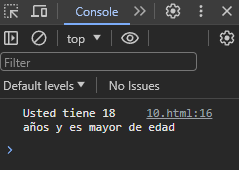 Console
top
Filter
Default levels No Issues
Usted tiene 18 10.html:16
años y es mayor de edad